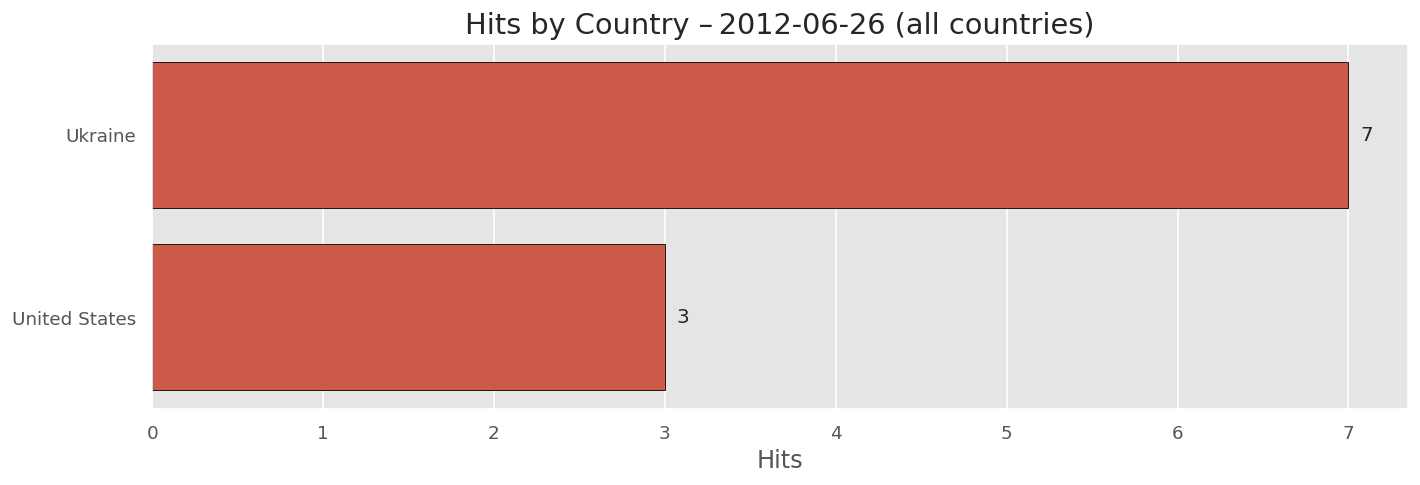 Hits by Country – 2012-06-26 (all countries)
Ukraine
7
United States
3
0 1 2 3 4 5 6 7
Hits